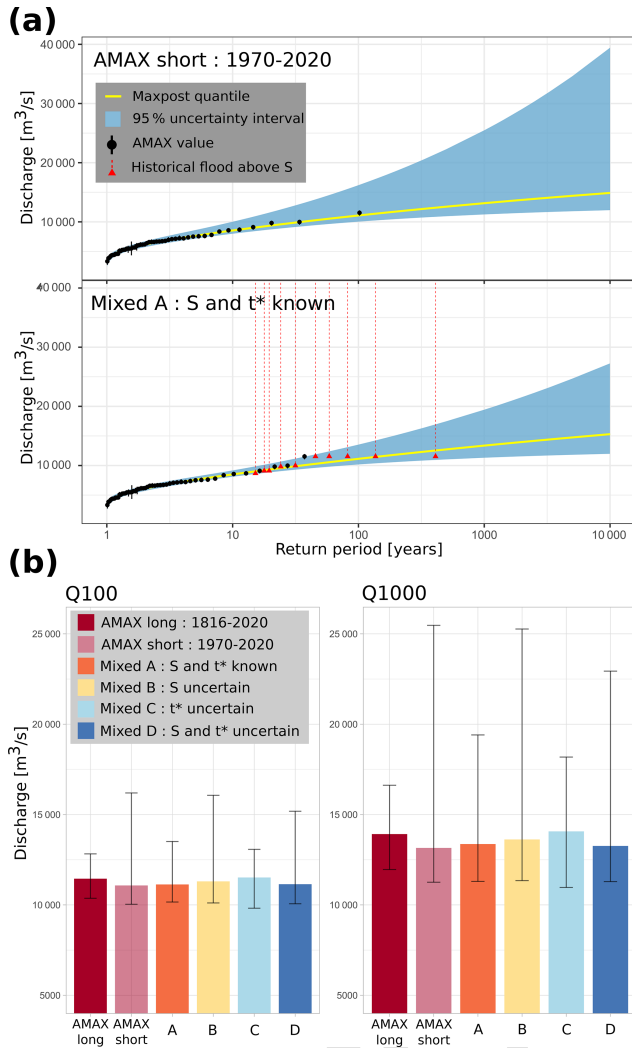 (a)
AMAX short : 1970-2020
Maxpost quantile
95 % uncertainty interval
AMAX value
Historical flood above S
Discharge [m³/s]
40 000
30 000
20 000
10 000
Mixed A : S and t* known
Discharge [m³/s]
40 000
30 000
20 000
10 000
1
10
100
1000
10 000
Return period [years]
(b)
Q100
AMAX long : 1816-2020
AMAX short : 1970-2020
Mixed A : S and t* known
Mixed B : S uncertain
Mixed C : t* uncertain
Mixed D : S and t* uncertain
Discharge [m³/s]
25 000
20 000
15 000
10 000
5000
AMAX long
AMAX short
A
B
C
D
Q1000
25 000
20 000
15 000
10 000
5000
AMAX long
AMAX short
A
B
C
D